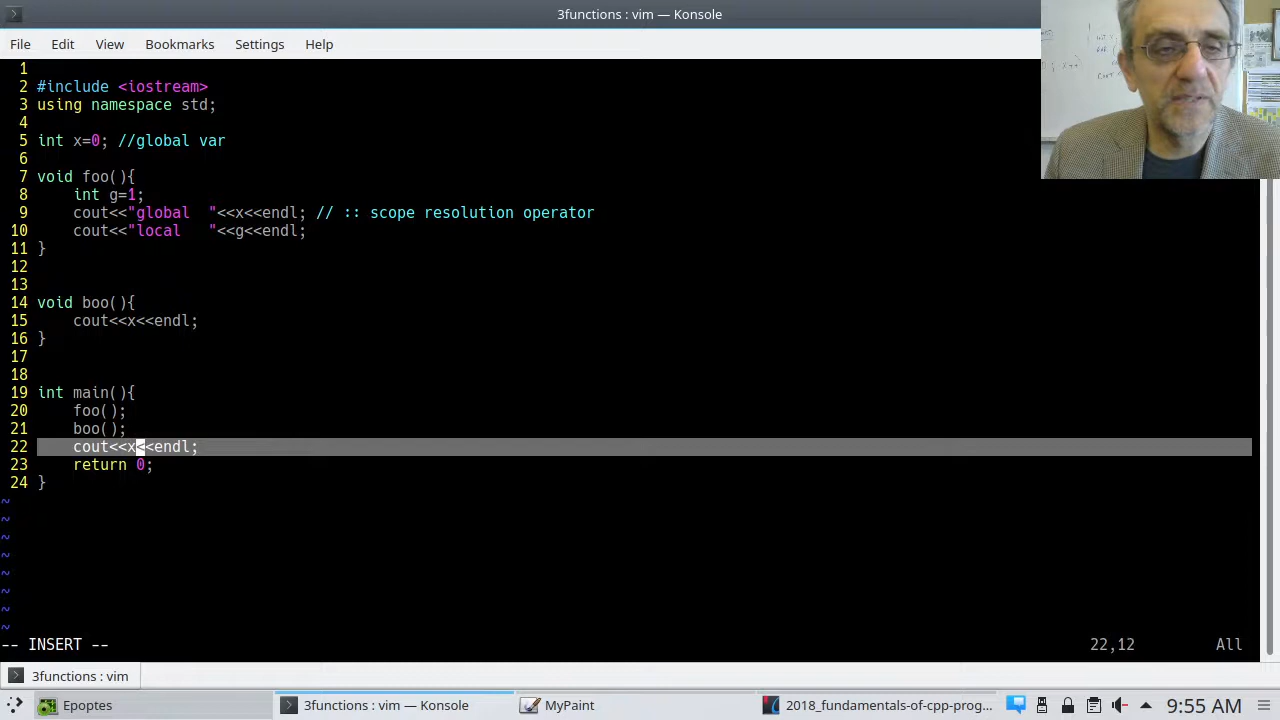 3functions : vim — Konsole
File Edit View Bookmarks Settings Help
1
2 #include <iostream>
3 using namespace std;
4
5 int x=0; //global var
6
7 void foo(){
8     int g=1;
9     cout<<"global  "<<x<<endl; // :: scope resolution operator
10     cout<<"local   "<<g<<endl;
11 }
12
13
14 void boo(){
15     cout<<x<<endl;
16 }
17
18
19 int main(){
20     foo();
21     boo();
22     cout<<x<<endl;
23     return 0;
24 }
~
~
~
~
~
~
~
~
-- INSERT -- 22,12 All
3functions : vim
Epoptes 3functions : vim — Konsole Mytaint 2018_fundamentals-of-cpp-prog... 9:55 AM